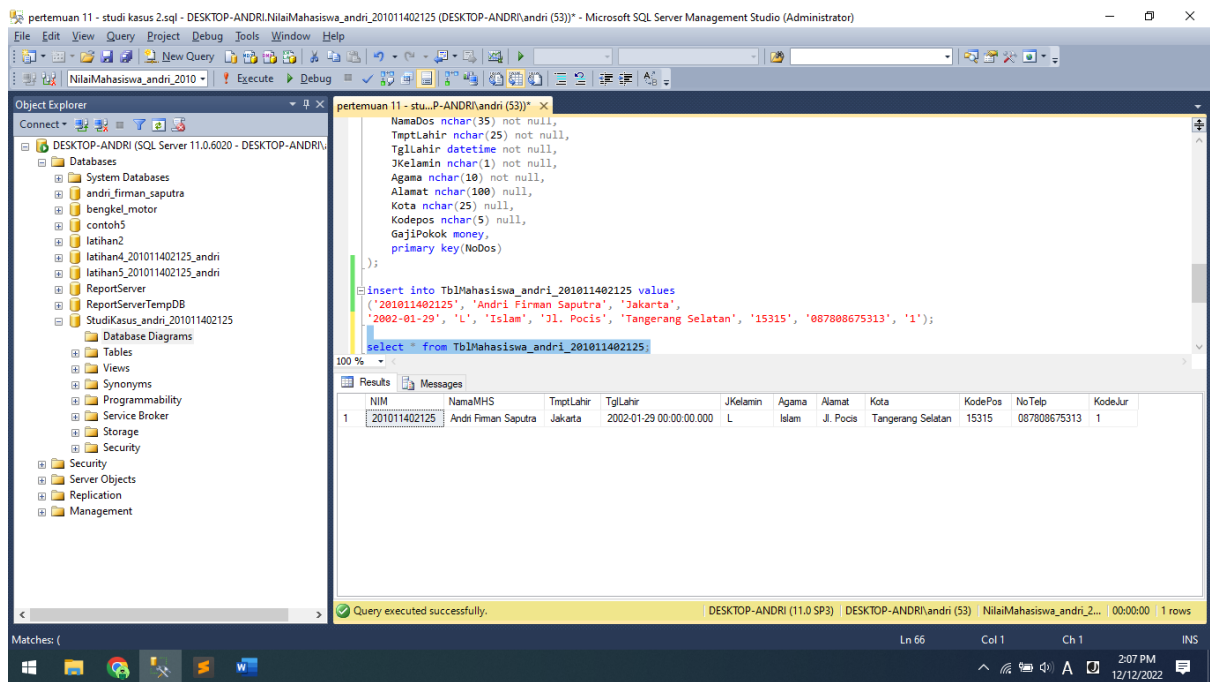 pertemuan 11 - studi kasus 2.sql - DESKTOP-ANDRI.NilaiMahasiswa_andri_201011402125 (DESKTOP-ANDRI\andri (53))* - Microsoft SQL Server Management Studio (Administrator)
File Edit View Query Project Debug Tools Window Help
New Query
NilaiMahasiswa_andri_2010 Execute Debug
Object Explorer
Connect
DESKTOP-ANDRI (SQL Server 11.0.6020 - DESKTOP-ANDRI\
Databases
System Databases
andri_firman_saputra
bengkel_motor
contoh5
latihan2
latihan4_201011402125_andri
latihan5_201011402125_andri
ReportServer
ReportServerTempDB
StudiKasus_andri_201011402125
Database Diagrams
Tables
Views
Synonyms
Programmability
Service Broker
Storage
Security
Security
Server Objects
Replication
Management
pertemuan 11 - stu...P-ANDRI\andri (53))*
NamaDos nchar(35) not null,
TmptLahir nchar(25) not null,
TglLahir datetime not null,
JKelamin nchar(1) not null,
Agama nchar(10) not null,
Alamat nchar(100) null,
Kota nchar(25) null,
Kodepos nchar(5) null,
GajiPokok money,
primary key(NoDos)
);
insert into TblMahasiswa_andri_201011402125 values
('201011402125', 'Andri Firman Saputra', 'Jakarta',
'2002-01-29', 'L', 'Islam', 'Jl. Pocis', 'Tangerang Selatan', '15315', '087808675313', '1');
select * from TblMahasiswa_andri_201011402125;
100 %
Results Messages
NIM NamaMHS TmptLahir TglLahir JKelamin Agama Alamat Kota KodePos NoTelp KodeJur
1 201011402125 Andri Firman Saputra Jakarta 2002-01-29 00:00:00.000 L Islam Jl. Pocis Tangerang Selatan 15315 087808675313 1
Query executed successfully. DESKTOP-ANDRI (11.0 SP3) DESKTOP-ANDRI\andri (53) NilaiMahasiswa_andri_2... 00:00:00 1 rows
Matches: ( Ln 66 Col 1 Ch 1 INS
2:07 PM
12/12/2022